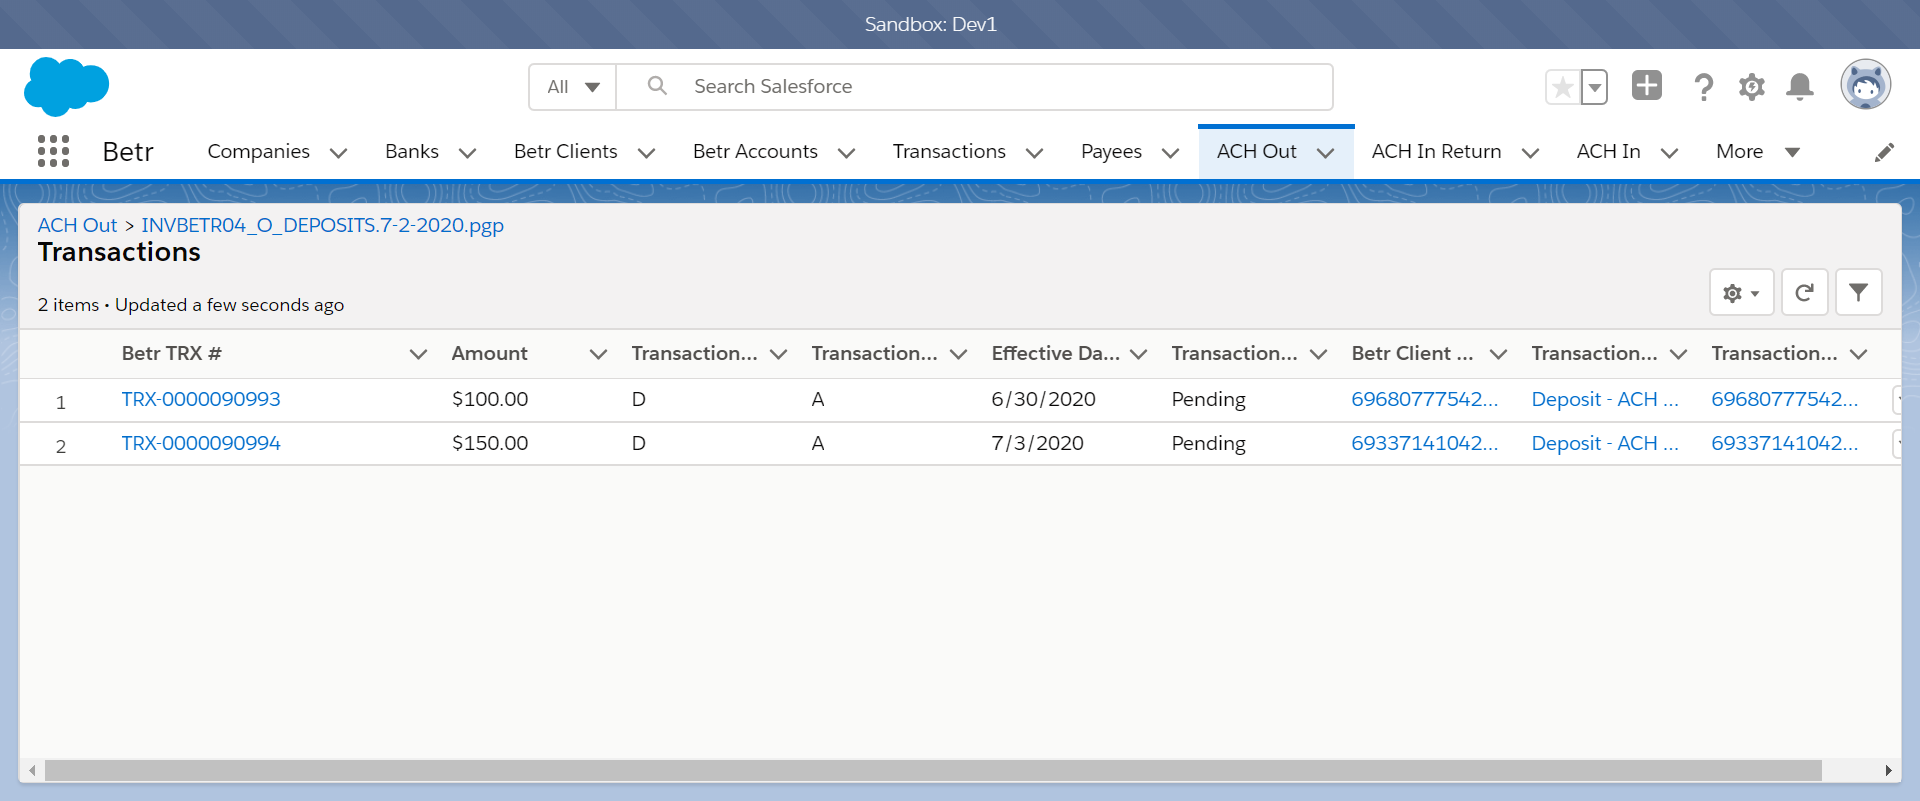 Sandbox: Dev1
All Search Salesforce
Betr Companies Banks Betr Clients Betr Accounts Transactions Payees ACH Out ACH In Return ACH In More
ACH Out > INVBETR04_O_DEPOSITS.7-2-2020.pgp
Transactions
2 items • Updated a few seconds ago
Betr TRX # Amount Transaction... Transaction... Effective Da... Transaction... Betr Client ... Transaction... Transaction...
1 TRX-0000090993 $100.00 D A 6/30/2020 Pending 69680777542... Deposit - ACH ... 69680777542...
2 TRX-0000090994 $150.00 D A 7/3/2020 Pending 69337141042... Deposit - ACH ... 69337141042...